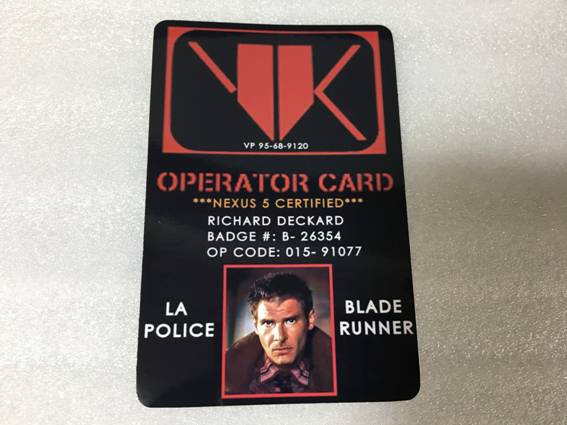 VK
VP 95-68-9120
OPERATOR CARD
***NEXUS 5 CERTIFIED***
RICHARD DECKARD
BADGE #: B- 26354
OP CODE: 015- 91077
LA
POLICE
BLADE
RUNNER